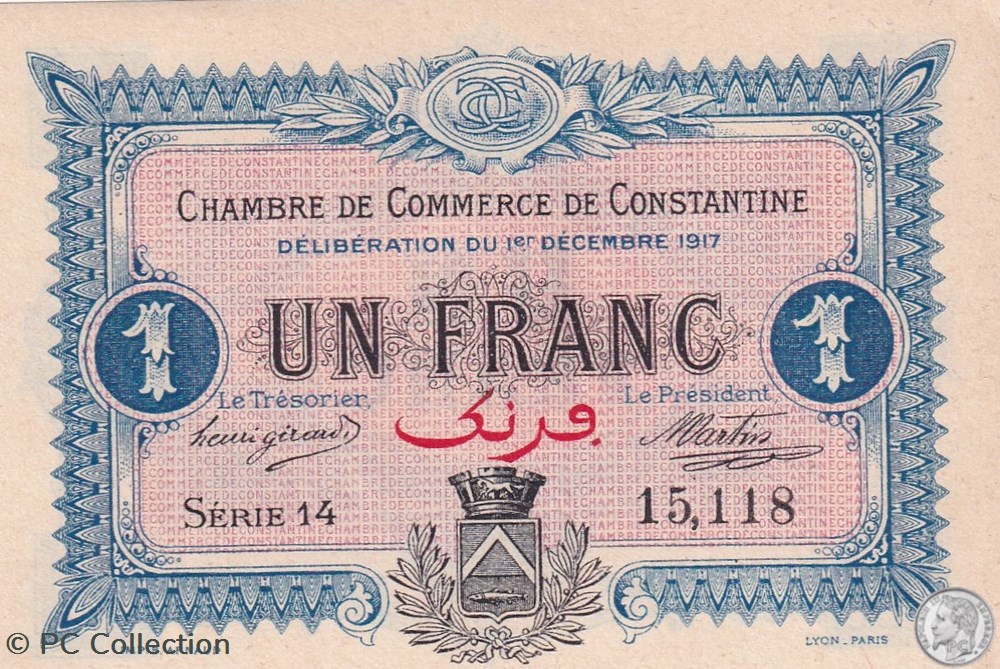 CHAMBRE DE COMMERCE DE CONSTANTINE
DÉLIBÉRATION DU 1er DÉCEMBRE 1917
1 UN FRANC 1
Le Trésorier,
Le Président,
henri girard
فرنك
Martin
SÉRIE 14
15,118
© PC Collection
LYON - PARIS
PC